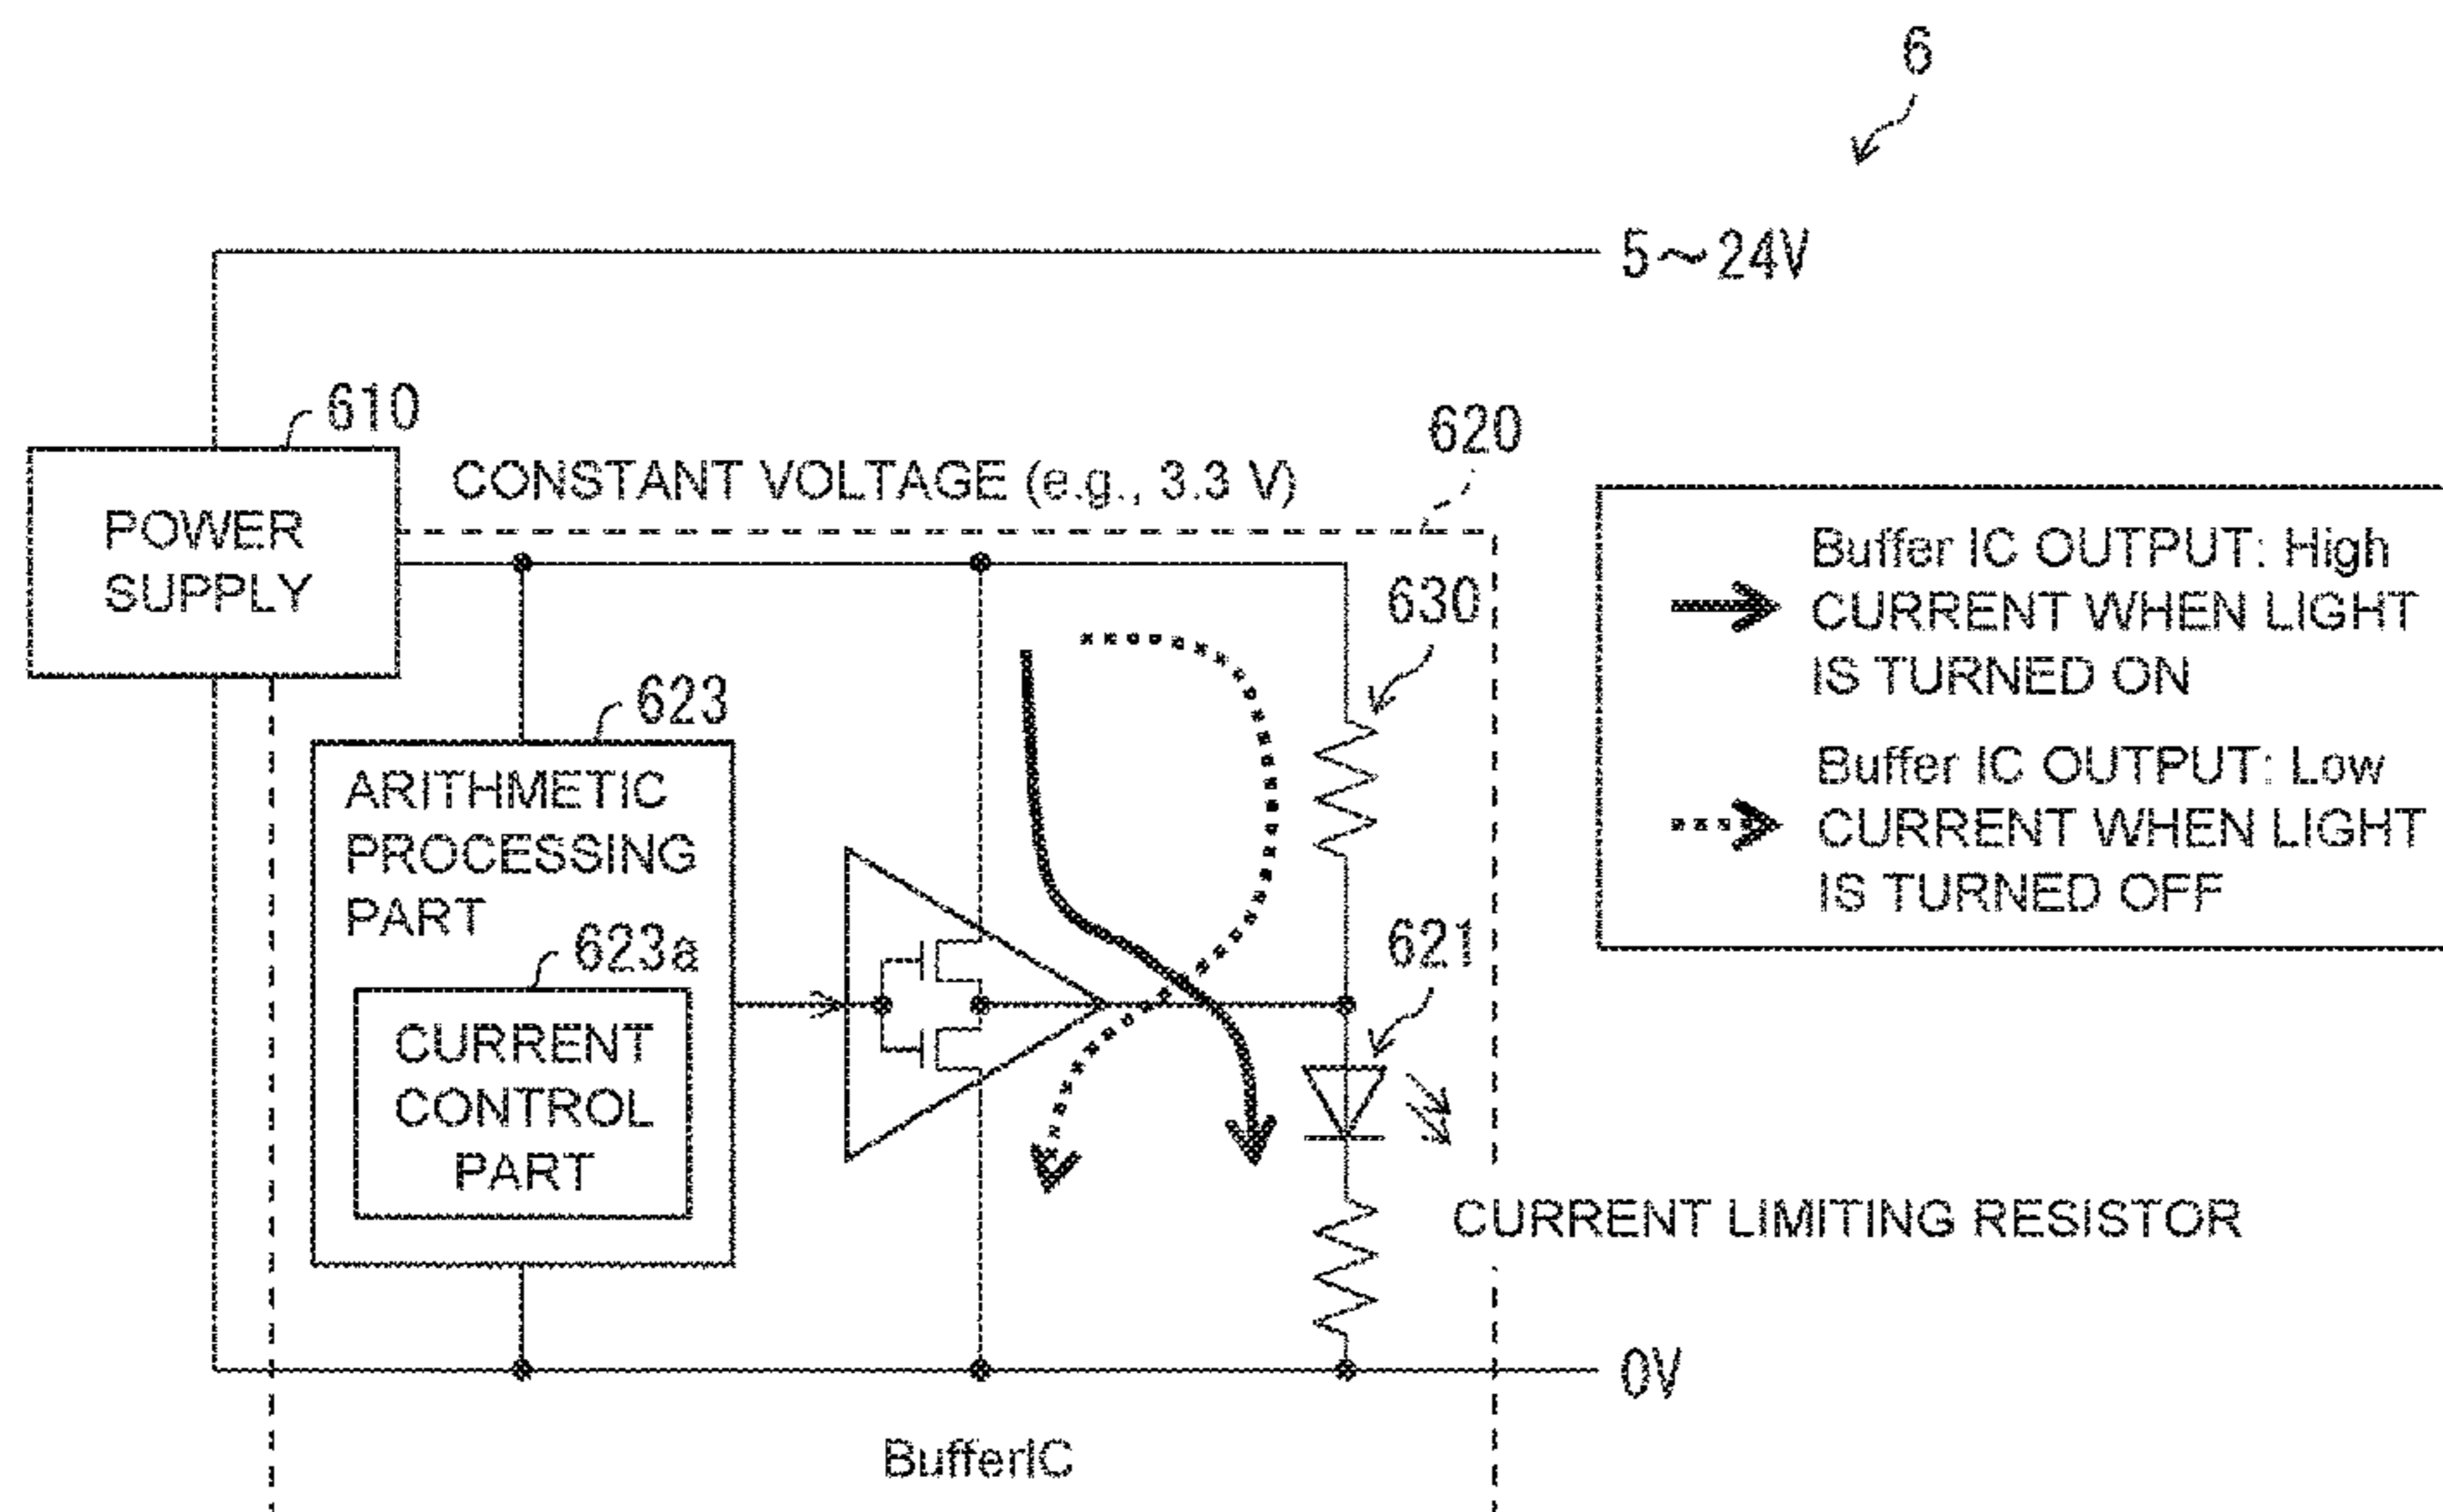 6
5～24V
610
620
CONSTANT VOLTAGE (e.g., 3.3 V)
POWER
SUPPLY
Buffer IC OUTPUT: High
CURRENT WHEN LIGHT
IS TURNED ON
Buffer IC OUTPUT: Low
CURRENT WHEN LIGHT
IS TURNED OFF
630
623
ARITHMETIC
PROCESSING
PART
623a
621
CURRENT
CONTROL
PART
CURRENT LIMITING RESISTOR
0V
BufferIC